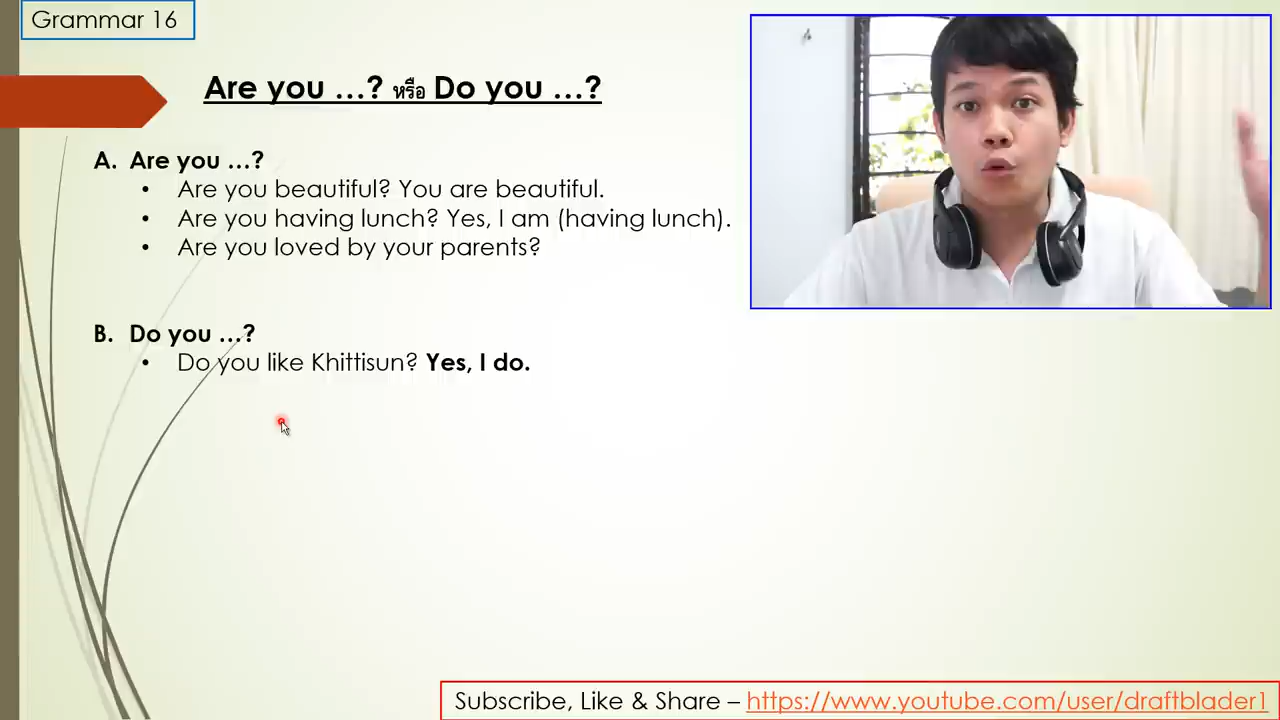 Grammar 16
Are you …? หรือ Do you …?
A. Are you …?
• Are you beautiful? You are beautiful.
• Are you having lunch? Yes, I am (having lunch).
• Are you loved by your parents?
B. Do you …?
• Do you like Khittisun? Yes, I do.
Subscribe, Like & Share – https://www.youtube.com/user/draftblader1